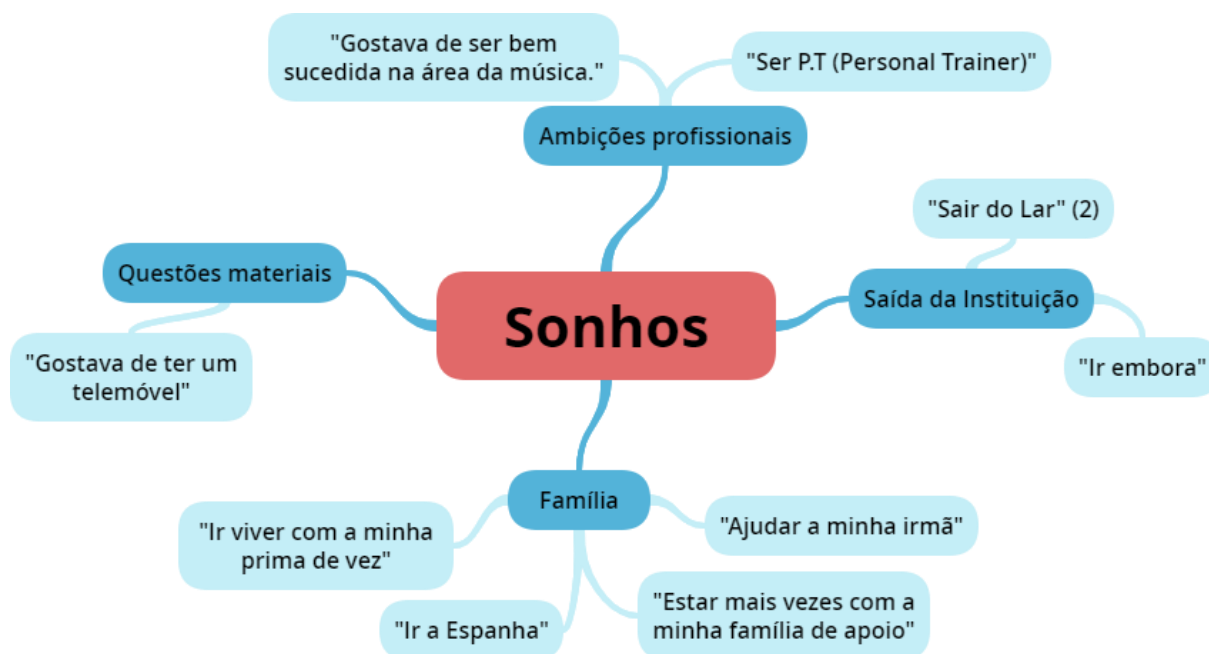 "Gostava de ser bem
sucedida na área da música."
"Ser P.T (Personal Trainer)"
Ambições profissionais
"Sair do Lar" (2)
Questões materiais
Saída da Instituição
Sonhos
"Gostava de ter um
telemóvel"
"Ir embora"
Família
"Ir viver com a minha
prima de vez"
"Ajudar a minha irmã"
"Ir a Espanha"
"Estar mais vezes com a
minha família de apoio"